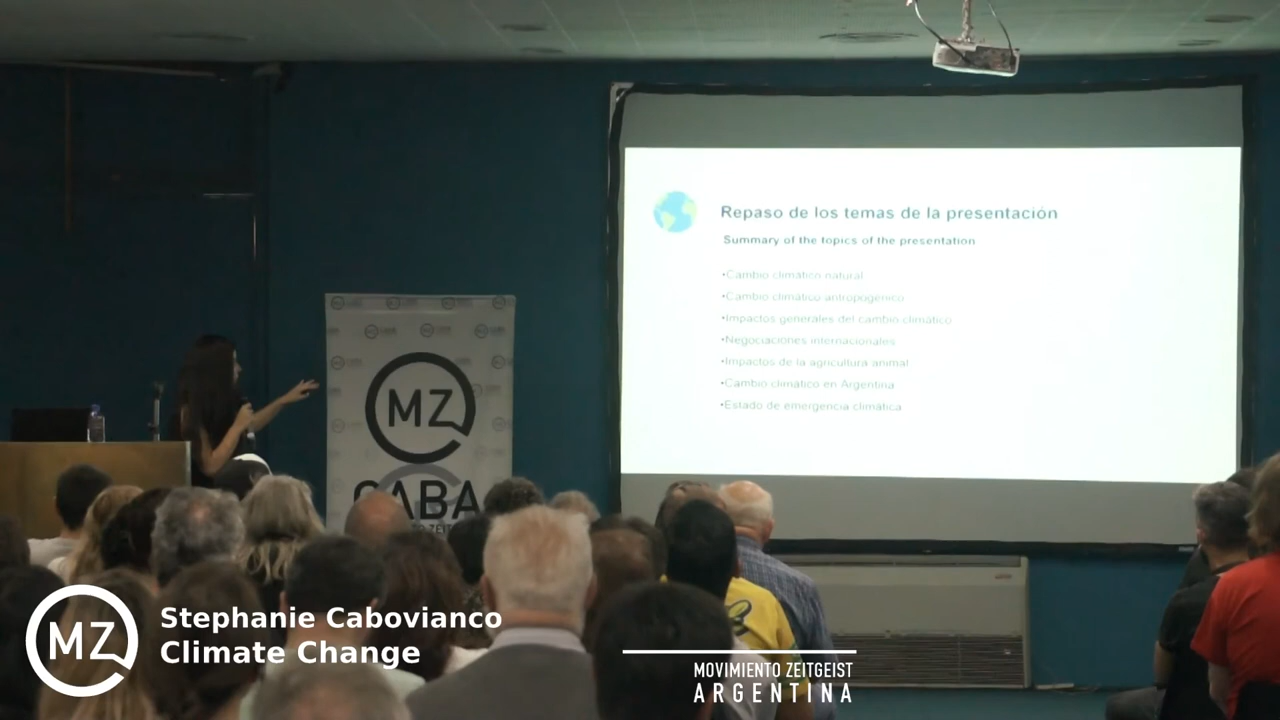 Repaso de los temas de la presentación
Summary of the topics of the presentation
•Cambio climático natural
•Cambio climático antropogénico
•Impactos generales del cambio climático
•Negociaciones internacionales
•Impactos de la agricultura animal
•Cambio climático en Argentina
•Estado de emergencia climática
MZ
CABA
MZ
Stephanie Cabovianco
Climate Change
MOVIMIENTO ZEITGEIST
ARGENTINA